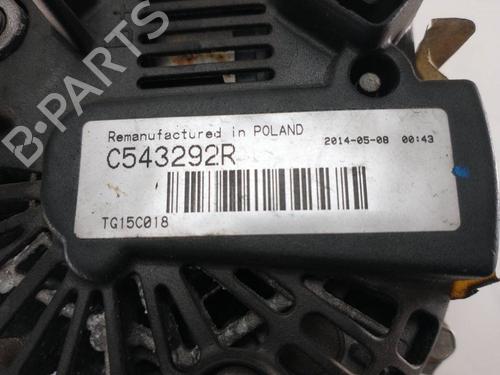 Remanufactured in POLAND
2014-05-08 00:43
C543292R
TG15C018
B-PARTS